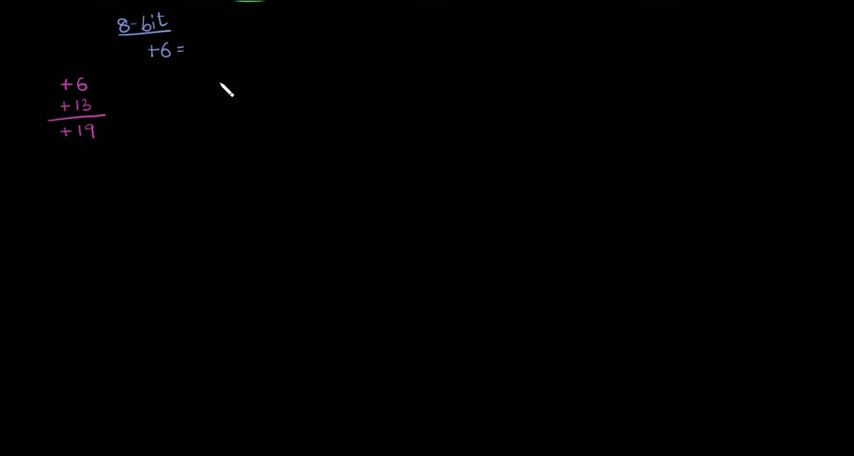 8-bit
+6 =
+6
+13
+19